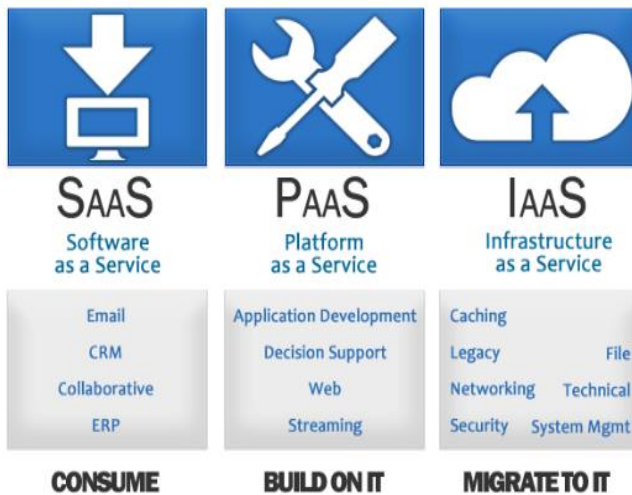 SAAS
Software
as a Service
Email
CRM
Collaborative
ERP
CONSUME
PAAS
Platform
as a Service
Application Development
Decision Support
Web
Streaming
BUILD ON IT
IAAS
Infrastructure
as a Service
Caching
Legacy File
Networking Technical
Security System Mgmt
MIGRATE TO IT